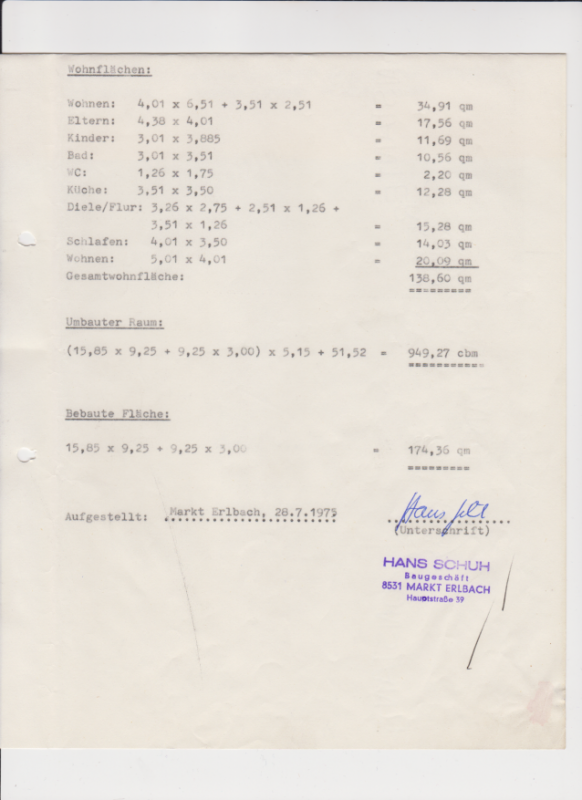 Wohnflächen:
Wohnen: 4,01 x 6,51 + 3,51 x 2,51 = 34,91 qm
Eltern: 4,38 x 4,01 = 17,56 qm
Kinder: 3,01 x 3,885 = 11,69 qm
Bad: 3,01 x 3,51 = 10,56 qm
WC: 1,26 x 1,75 = 2,20 qm
Küche: 3,51 x 3,50 = 12,28 qm
Diele/Flur: 3,26 x 2,75 + 2,51 x 1,26 +
3,51 x 1,26 = 15,28 qm
Schlafen: 4,01 x 3,50 = 14,03 qm
Wohnen: 5,01 x 4,01 = 20,09 qm
Gesamtwohnfläche: 138,60 qm
=========
Umbauter Raum:
(15,85 x 9,25 + 9,25 x 3,00) x 5,15 + 51,52 = 949,27 cbm
===========
Bebaute Fläche:
15,85 x 9,25 + 9,25 x 3,00 = 174,36 qm
=========
Aufgestellt: Markt Erlbach, 28.7.1975
Hans
(Unterschrift)
HANS SCHUH
Baugeschäft
8531 MARKT ERLBACH
Hauptstraße 39